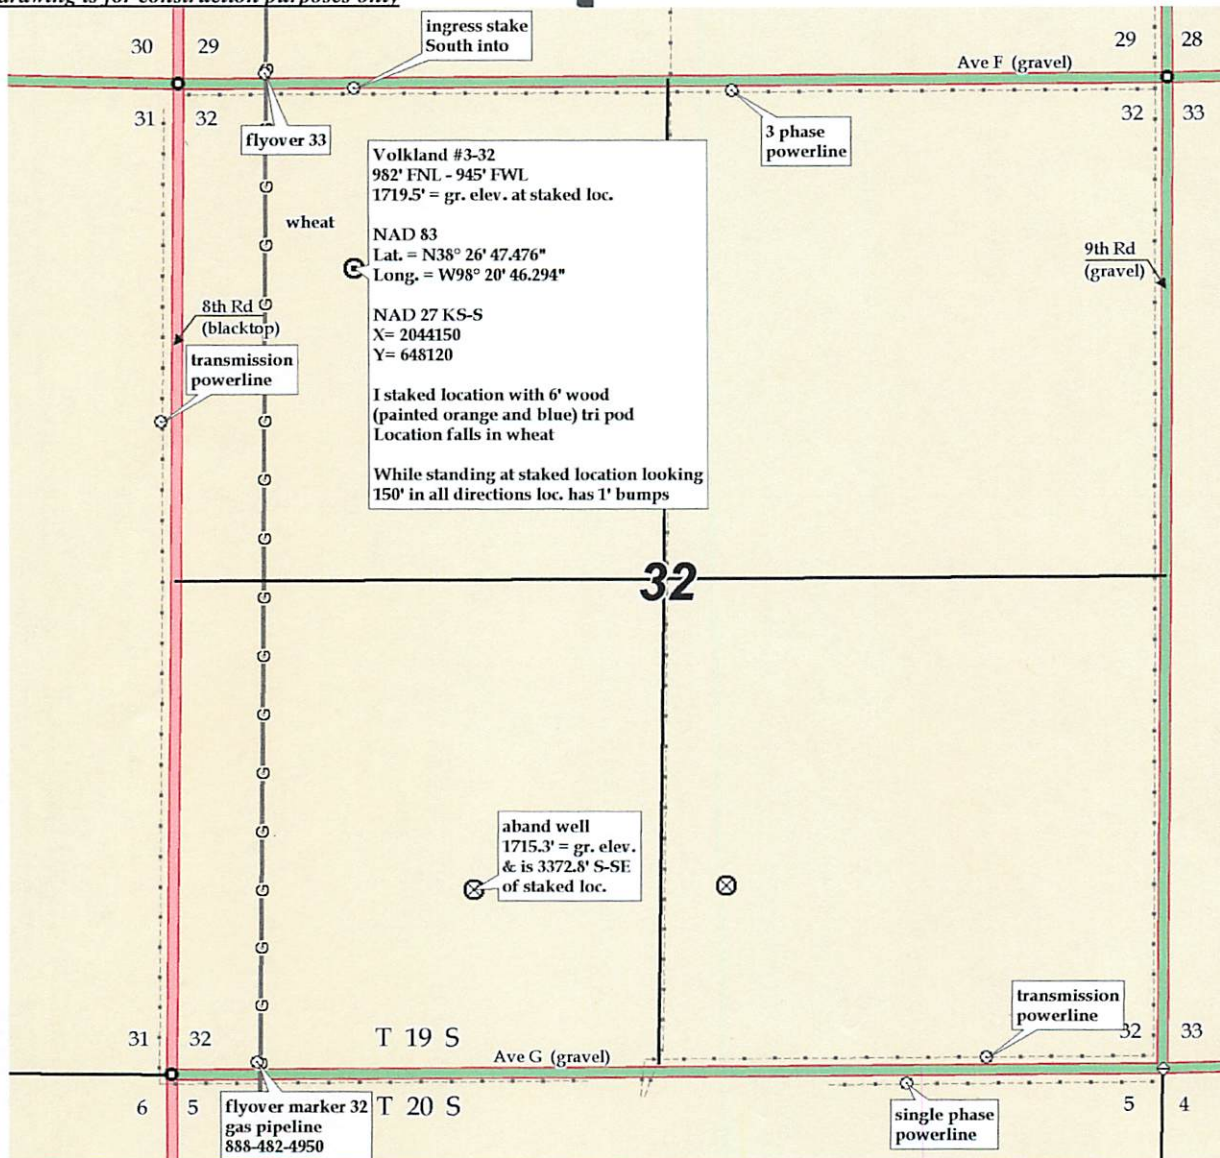 drawing is for construction purposes only
ingress stake
South into
30
29
29
28
Ave F (gravel)
31
32
flyover 33
3 phase
powerline
32
33
Volkland #3-32
982' FNL - 945' FWL
1719.5' = gr. elev. at staked loc.
NAD 83
Lat. = N38° 26' 47.476"
Long. = W98° 20' 46.294"
NAD 27 KS-S
X= 2044150
Y= 648120
I staked location with 6' wood
(painted orange and blue) tri pod
Location falls in wheat
While standing at staked location looking
150' in all directions loc. has 1' bumps
wheat
G
G
G
8th Rd
(blacktop)
9th Rd
(gravel)
transmission
powerline
G
G
G
G
G
G
G
G
G
G
G
G
G
32
aband well
1715.3' = gr. elev.
& is 3372.8' S-SE
of staked loc.
transmission
powerline
31
32
T 19 S
Ave G (gravel)
32
33
6
5
flyover marker 32
gas pipeline
888-482-4950
T 20 S
single phase
powerline
5
4